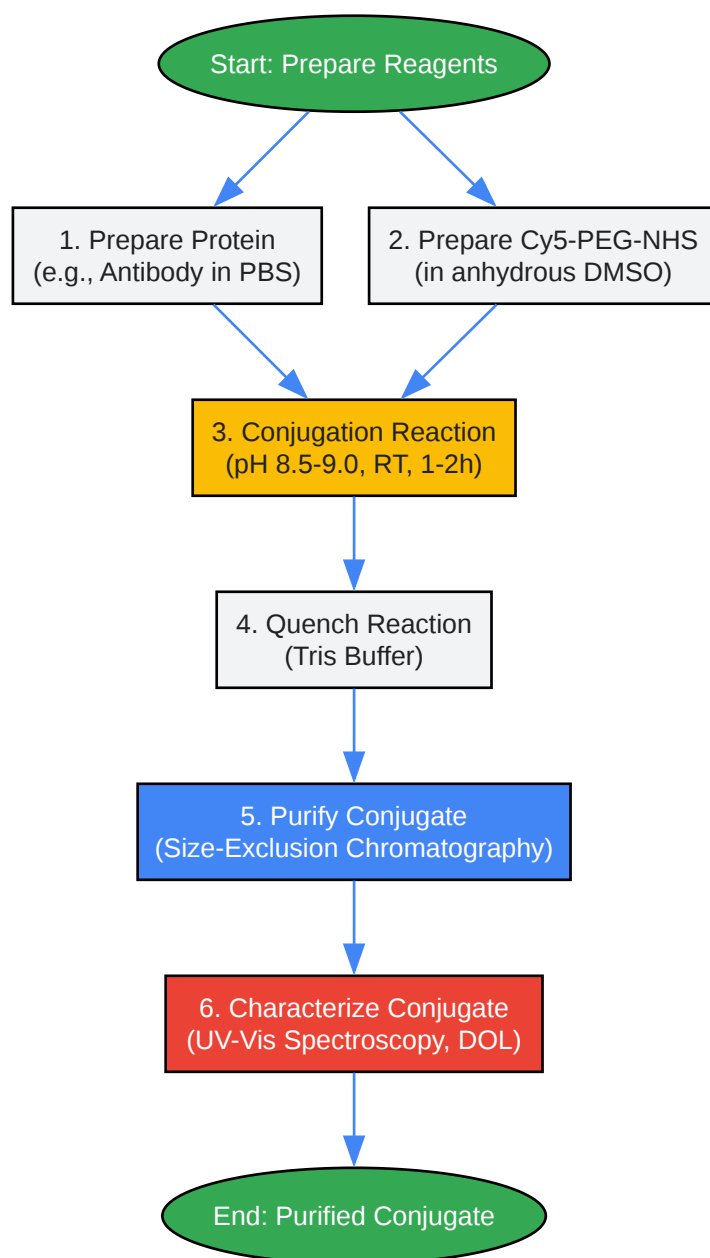 Start: Prepare Reagents
1. Prepare Protein
(e.g., Antibody in PBS)
2. Prepare Cy5-PEG-NHS
(in anhydrous DMSO)
3. Conjugation Reaction
(pH 8.5-9.0, RT, 1-2h)
4. Quench Reaction
(Tris Buffer)
5. Purify Conjugate
(Size-Exclusion Chromatography)
6. Characterize Conjugate
(UV-Vis Spectroscopy, DOL)
End: Purified Conjugate